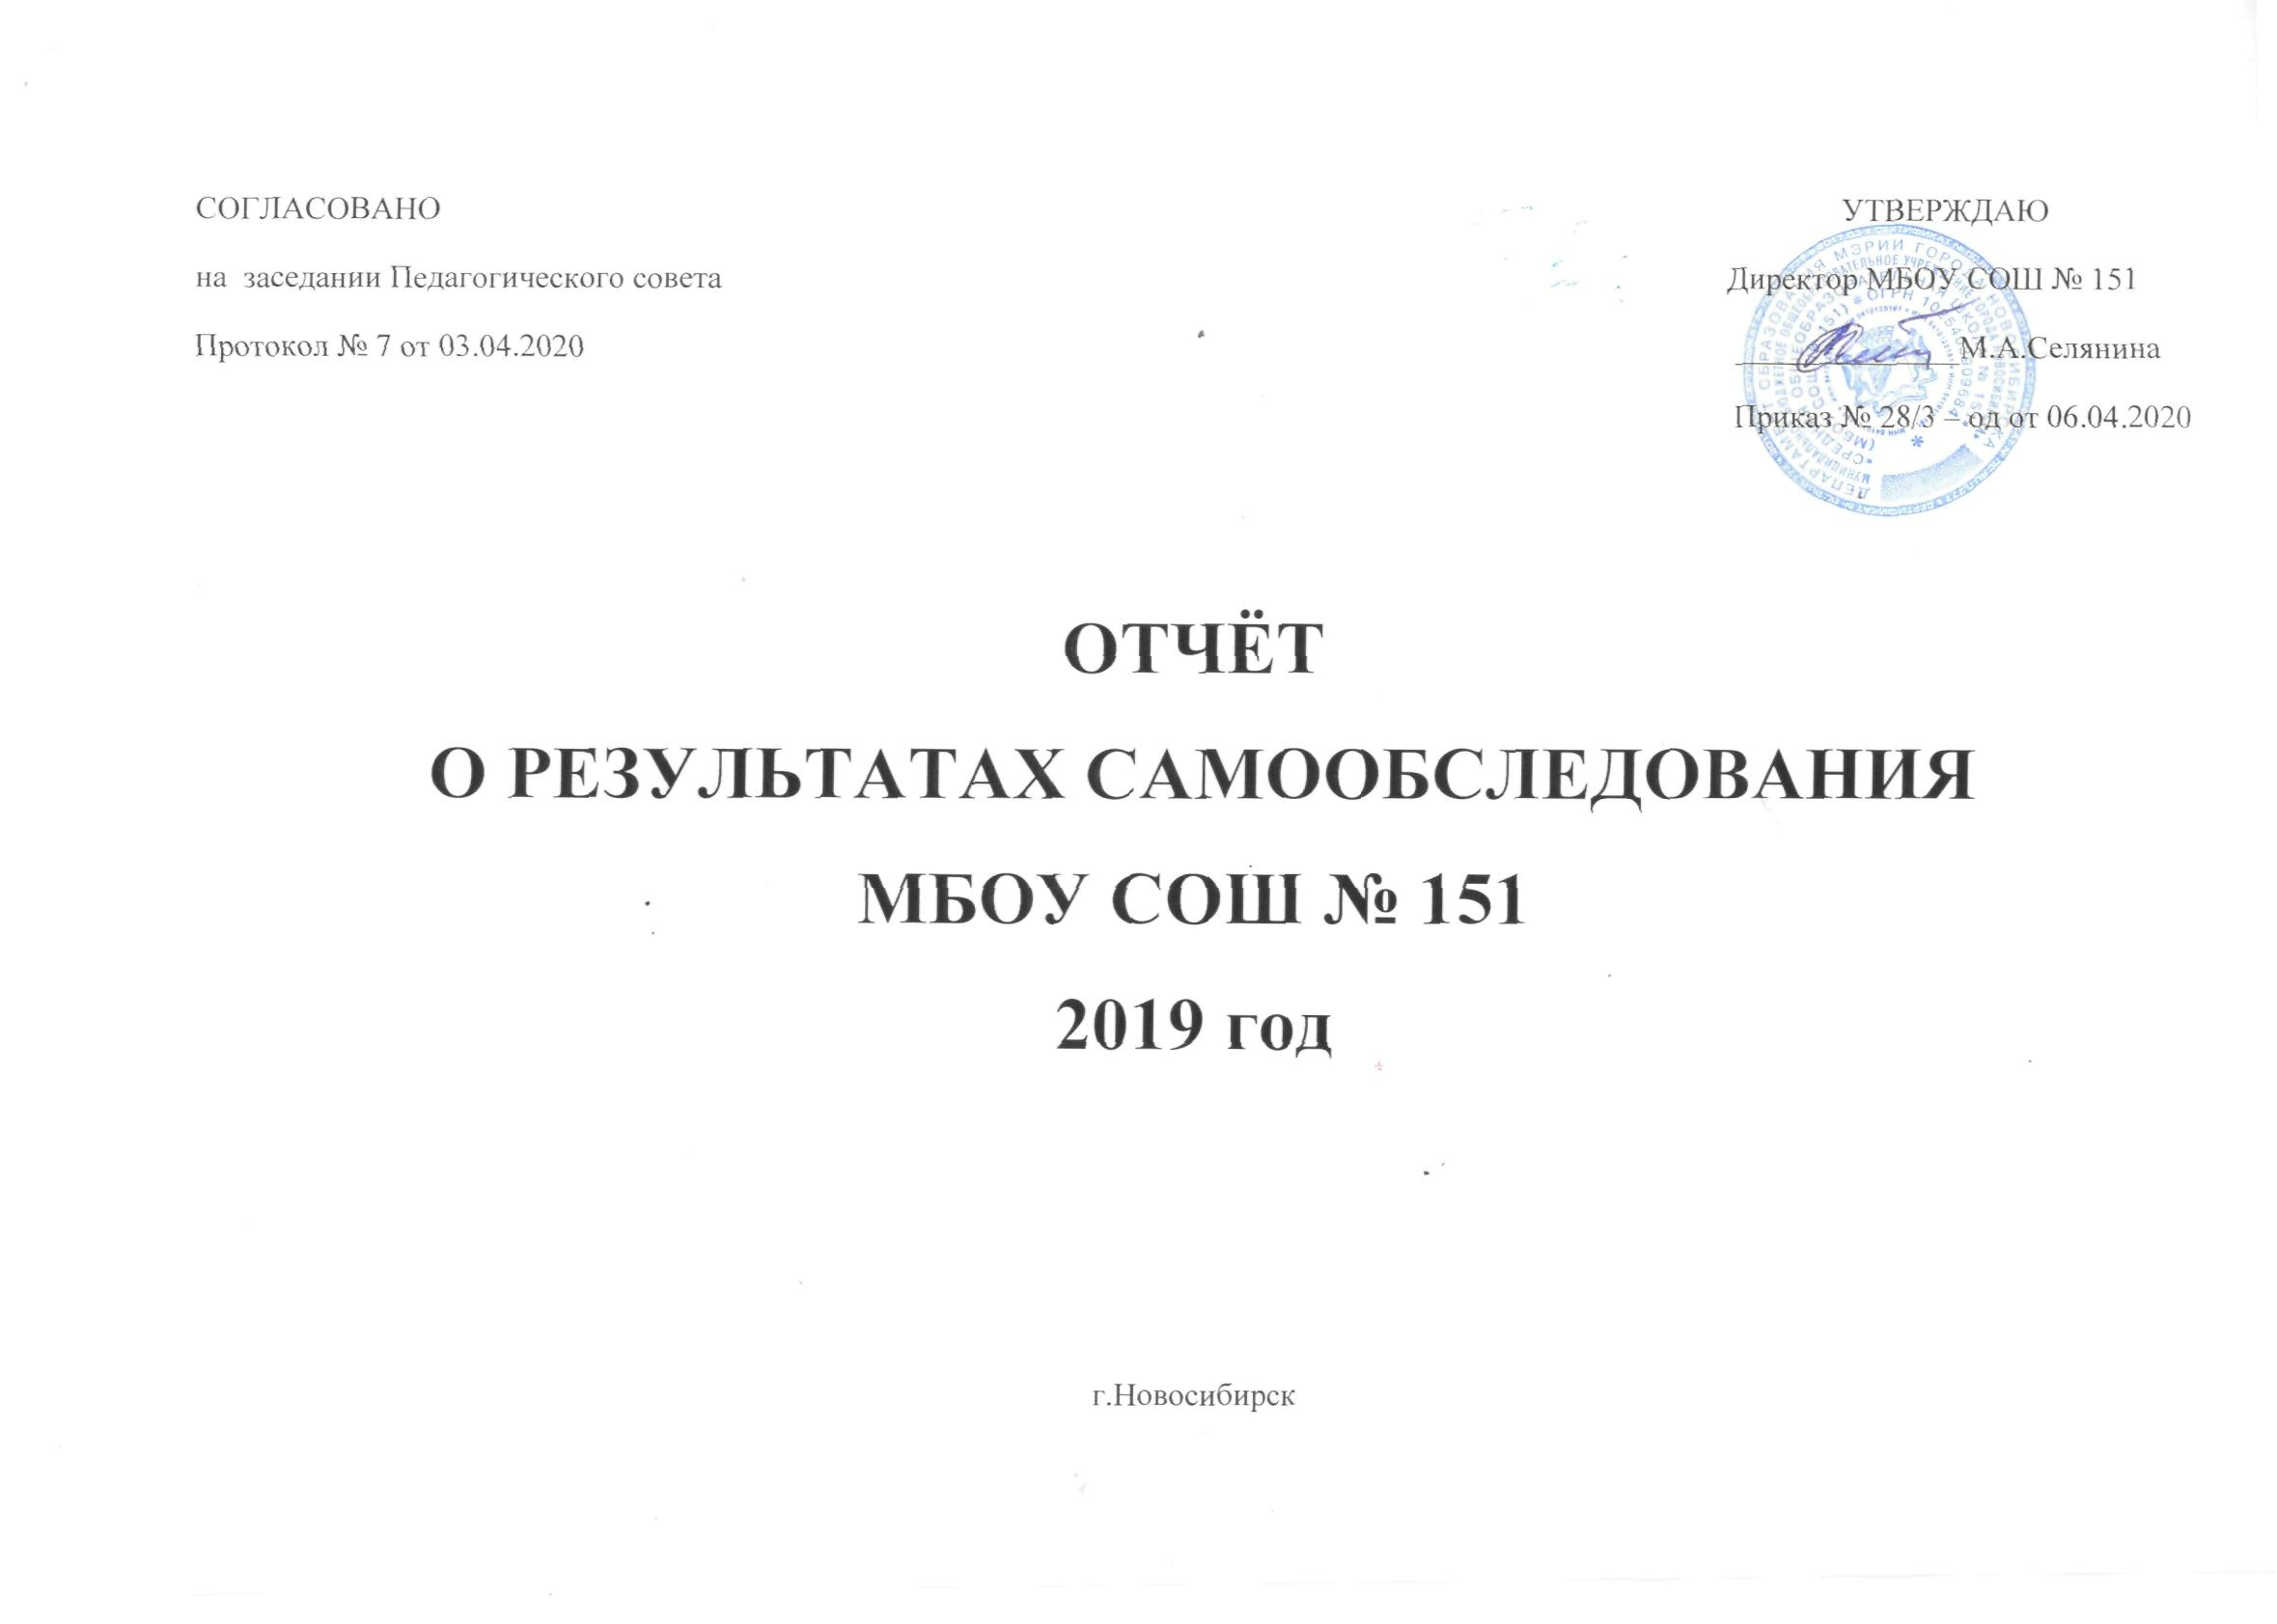 СОГЛАСОВАНО
на заседании Педагогического совета
Протокол № 7 от 03.04.2020
УТВЕРЖДАЮ
Директор МБОУ СОШ № 151
М.А.Селянина
Приказ № 28/3 – од от 06.04.2020
ОТЧЁТ
О РЕЗУЛЬТАТАХ САМООБСЛЕДОВАНИЯ
МБОУ СОШ № 151
2019 год
г.Новосибирск